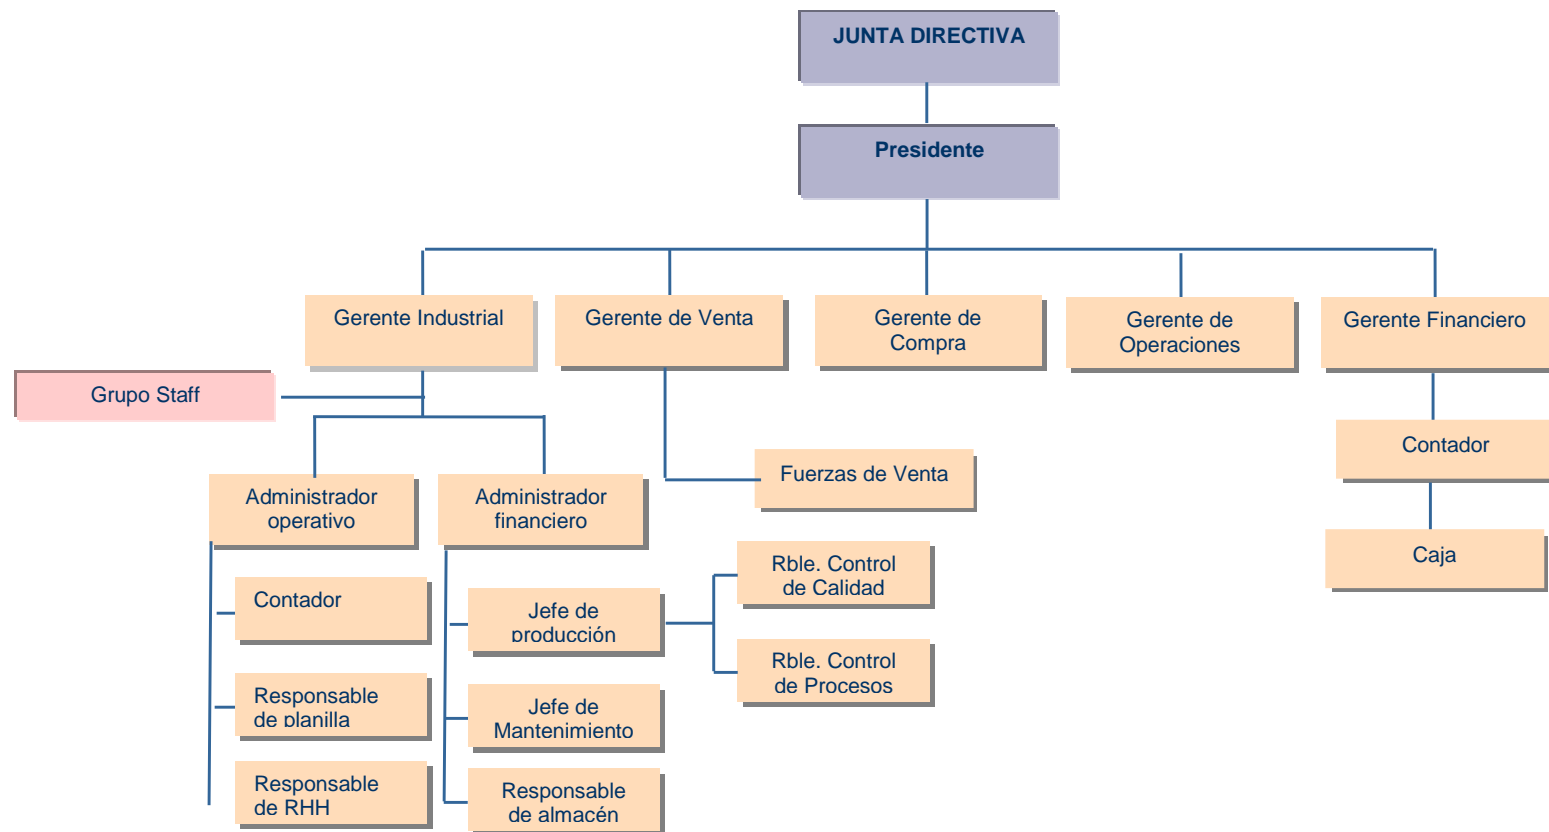 JUNTA DIRECTIVA
Presidente
Gerente Industrial
Gerente de Venta
Gerente de
Compra
Gerente de
Operaciones
Gerente Financiero
Grupo Staff
Contador
Fuerzas de Venta
Administrador
operativo
Administrador
financiero
Caja
Rble. Control
de Calidad
Contador
Jefe de
producción
Rble. Control
de Procesos
Responsable
de planilla
Jefe de
Mantenimiento
Responsable
de RHH
Responsable
de almacén